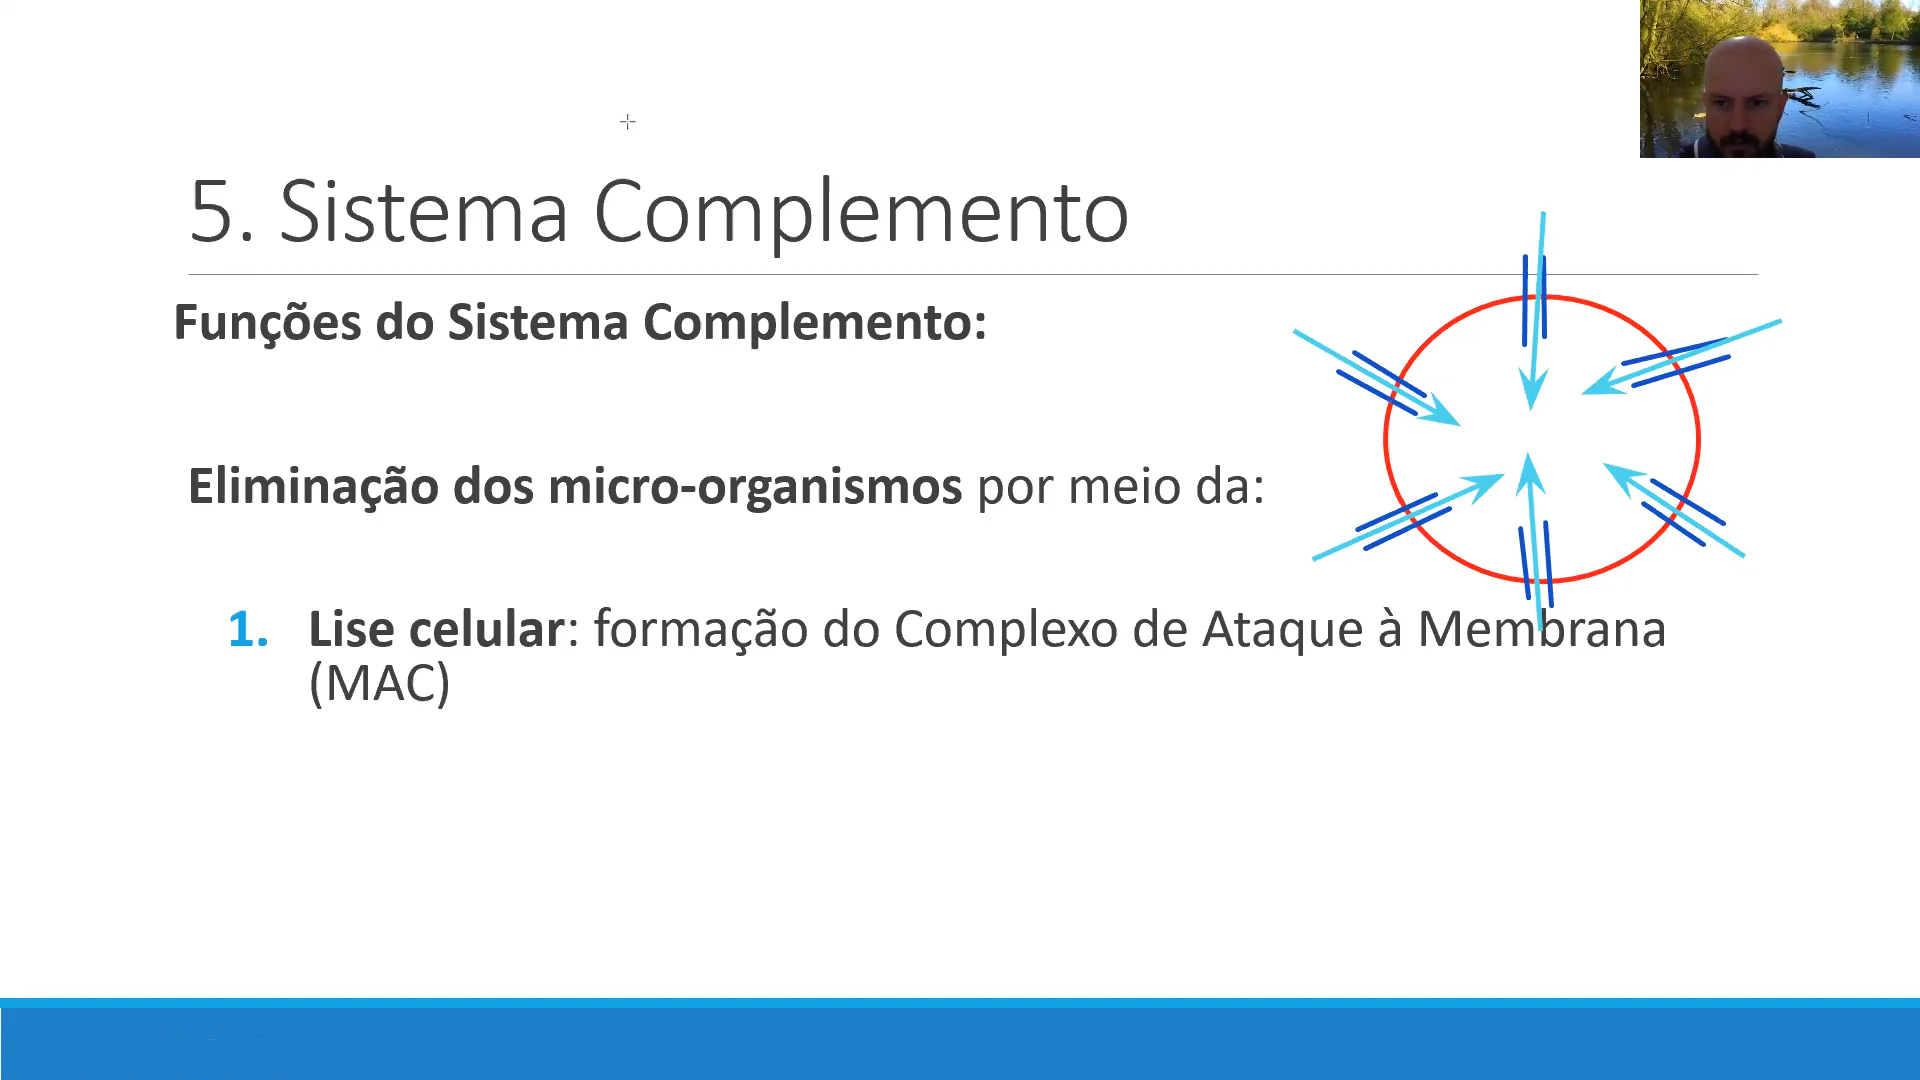 5. Sistema Complemento
Funções do Sistema Complemento:
Eliminação dos micro-organismos por meio da:
1. Lise celular: formação do Complexo de Ataque à Membrana
(MAC)